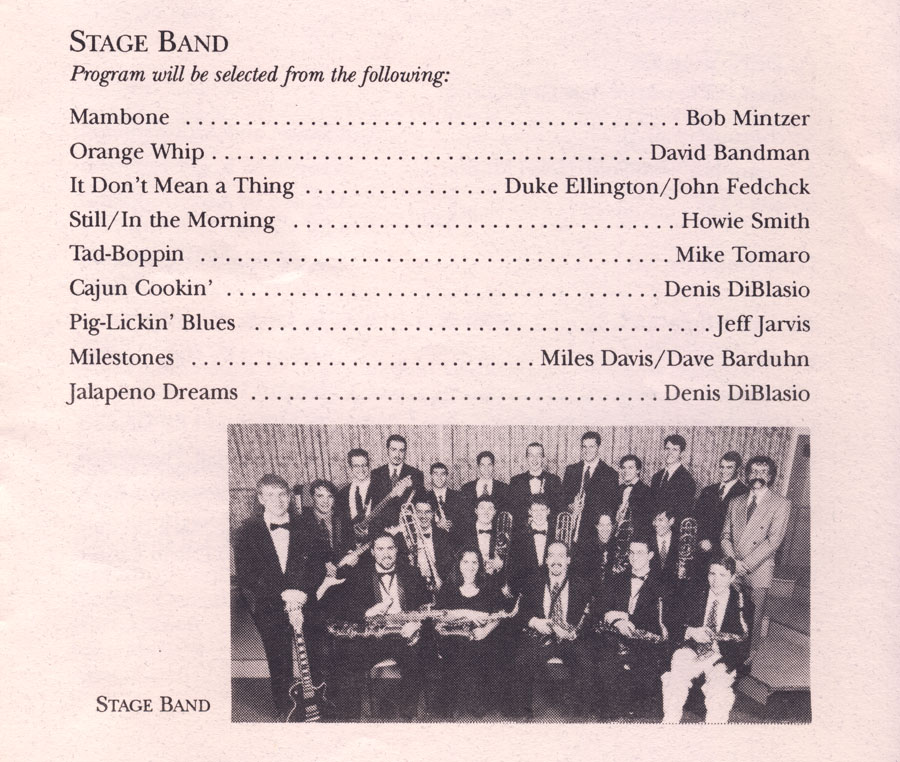 STAGE BAND
Program will be selected from the following:
Mambone . . . . . . . . . . . . . . . . . . . . . . . . . . . . . . . . . . . . . . . . Bob Mintzer
Orange Whip . . . . . . . . . . . . . . . . . . . . . . . . . . . . . . . . . . . David Bandman
It Don't Mean a Thing . . . . . . . . . . . . . . . . Duke Ellington/John Fedchck
Still/In the Morning . . . . . . . . . . . . . . . . . . . . . . . . . . . . . . . Howie Smith
Tad-Boppin . . . . . . . . . . . . . . . . . . . . . . . . . . . . . . . . . . . . . . Mike Tomaro
Cajun Cookin' . . . . . . . . . . . . . . . . . . . . . . . . . . . . . . . . . . . Denis DiBlasio
Pig-Lickin' Blues . . . . . . . . . . . . . . . . . . . . . . . . . . . . . . . . . . . . . Jeff Jarvis
Milestones . . . . . . . . . . . . . . . . . . . . . . . . . . . . Miles Davis/Dave Barduhn
Jalapeno Dreams . . . . . . . . . . . . . . . . . . . . . . . . . . . . . . . . . Denis DiBlasio
STAGE BAND